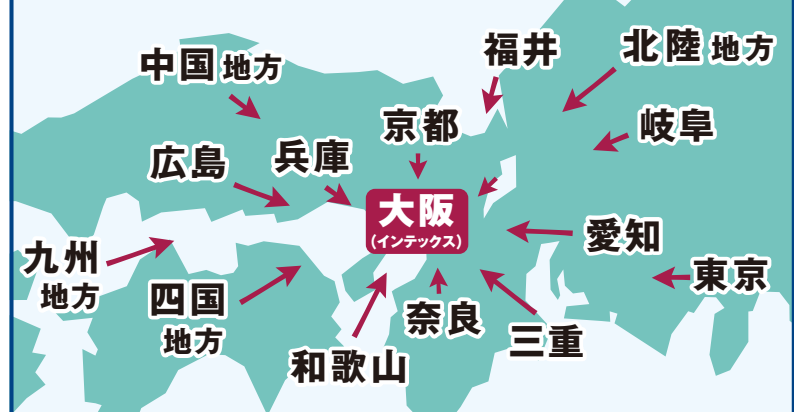 中国地方
福井
北陸地方
京都
岐阜
広島
兵庫
大阪
(インテックス)
愛知
九州
地方
東京
四国
地方
奈良
三重
和歌山